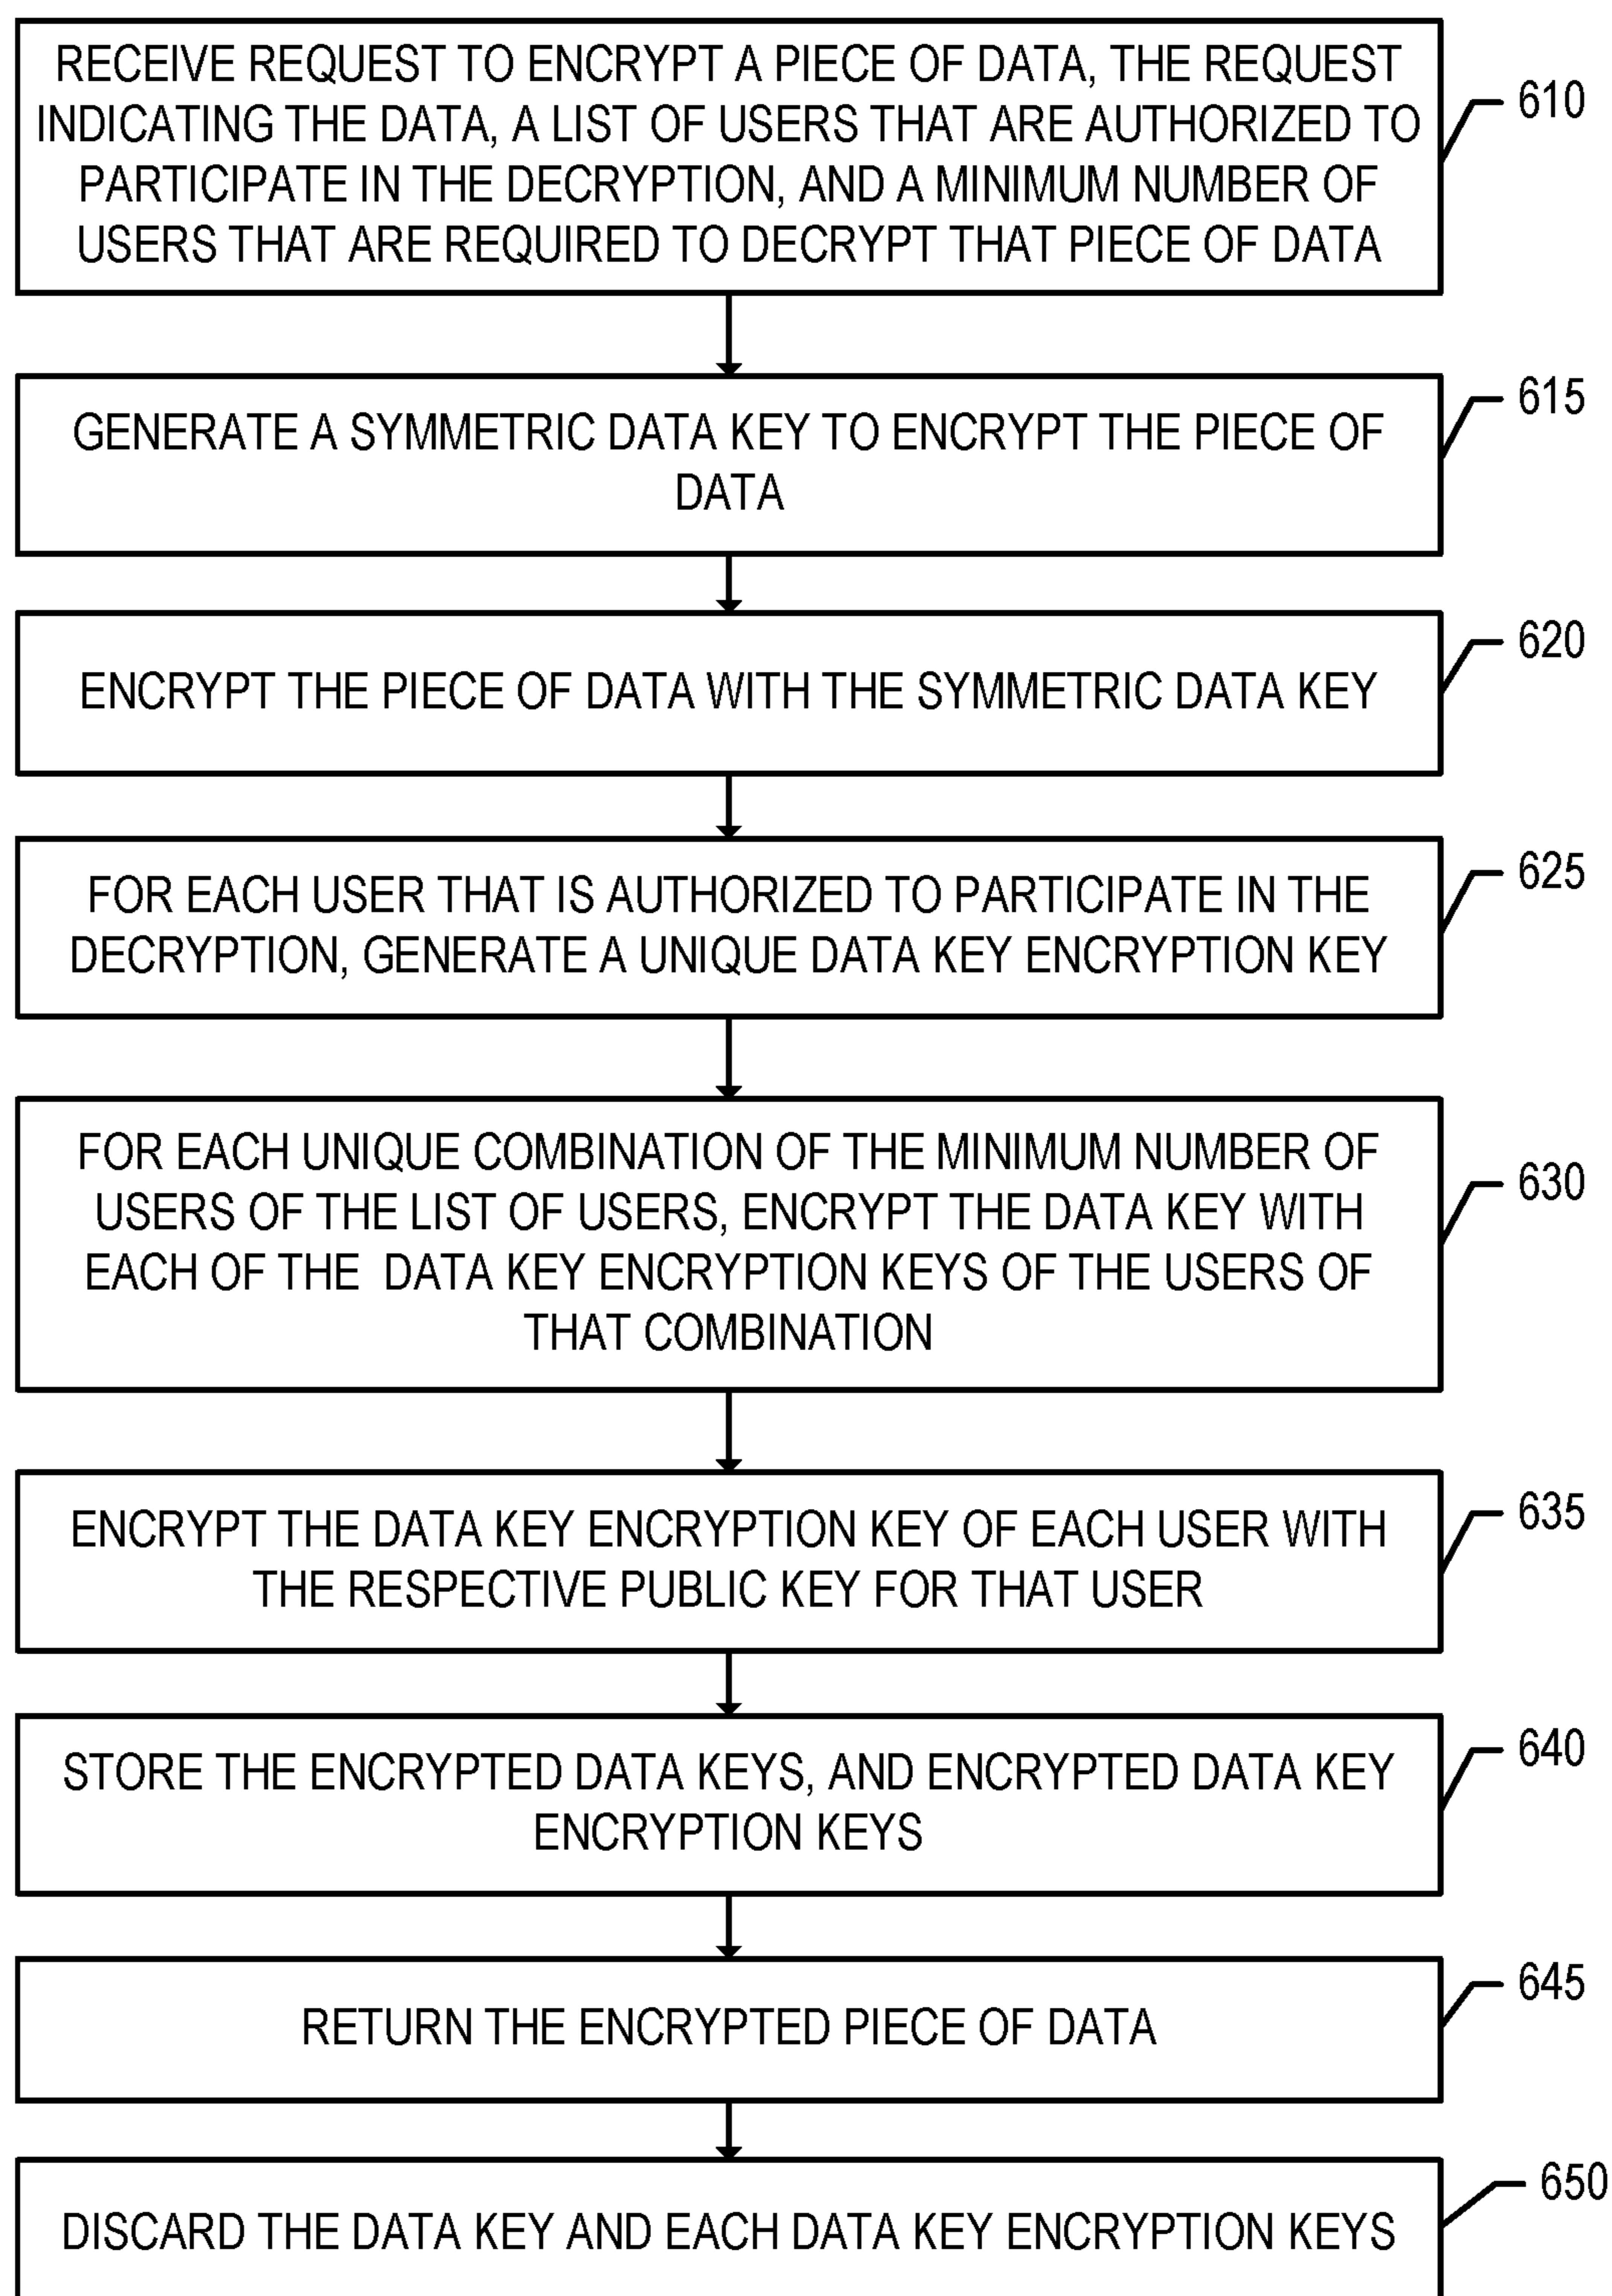 RECEIVE REQUEST TO ENCRYPT A PIECE OF DATA, THE REQUEST
INDICATING THE DATA, A LIST OF USERS THAT ARE AUTHORIZED TO
PARTICIPATE IN THE DECRYPTION, AND A MINIMUM NUMBER OF
USERS THAT ARE REQUIRED TO DECRYPT THAT PIECE OF DATA
610
GENERATE A SYMMETRIC DATA KEY TO ENCRYPT THE PIECE OF
DATA
615
ENCRYPT THE PIECE OF DATA WITH THE SYMMETRIC DATA KEY
620
FOR EACH USER THAT IS AUTHORIZED TO PARTICIPATE IN THE
DECRYPTION, GENERATE A UNIQUE DATA KEY ENCRYPTION KEY
625
FOR EACH UNIQUE COMBINATION OF THE MINIMUM NUMBER OF
USERS OF THE LIST OF USERS, ENCRYPT THE DATA KEY WITH
EACH OF THE DATA KEY ENCRYPTION KEYS OF THE USERS OF
THAT COMBINATION
630
ENCRYPT THE DATA KEY ENCRYPTION KEY OF EACH USER WITH
THE RESPECTIVE PUBLIC KEY FOR THAT USER
635
STORE THE ENCRYPTED DATA KEYS, AND ENCRYPTED DATA KEY
ENCRYPTION KEYS
640
RETURN THE ENCRYPTED PIECE OF DATA
645
DISCARD THE DATA KEY AND EACH DATA KEY ENCRYPTION KEYS
650